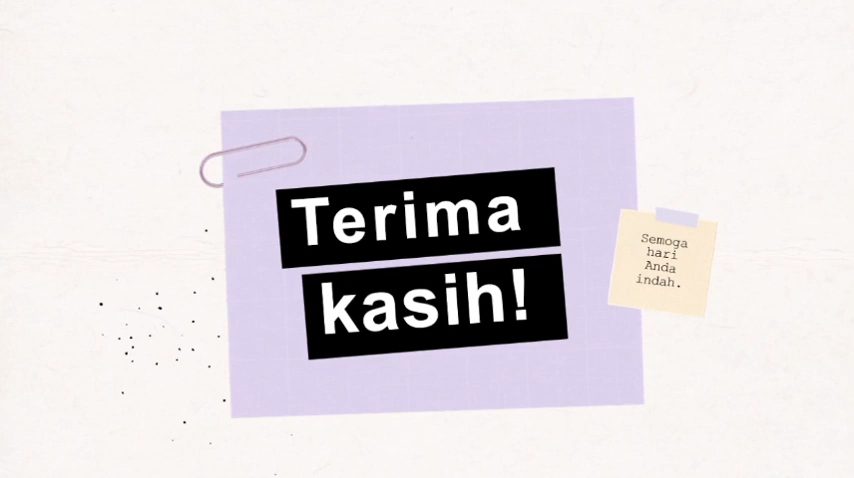 Terima
kasih!
Semoga
hari
Anda
indah.